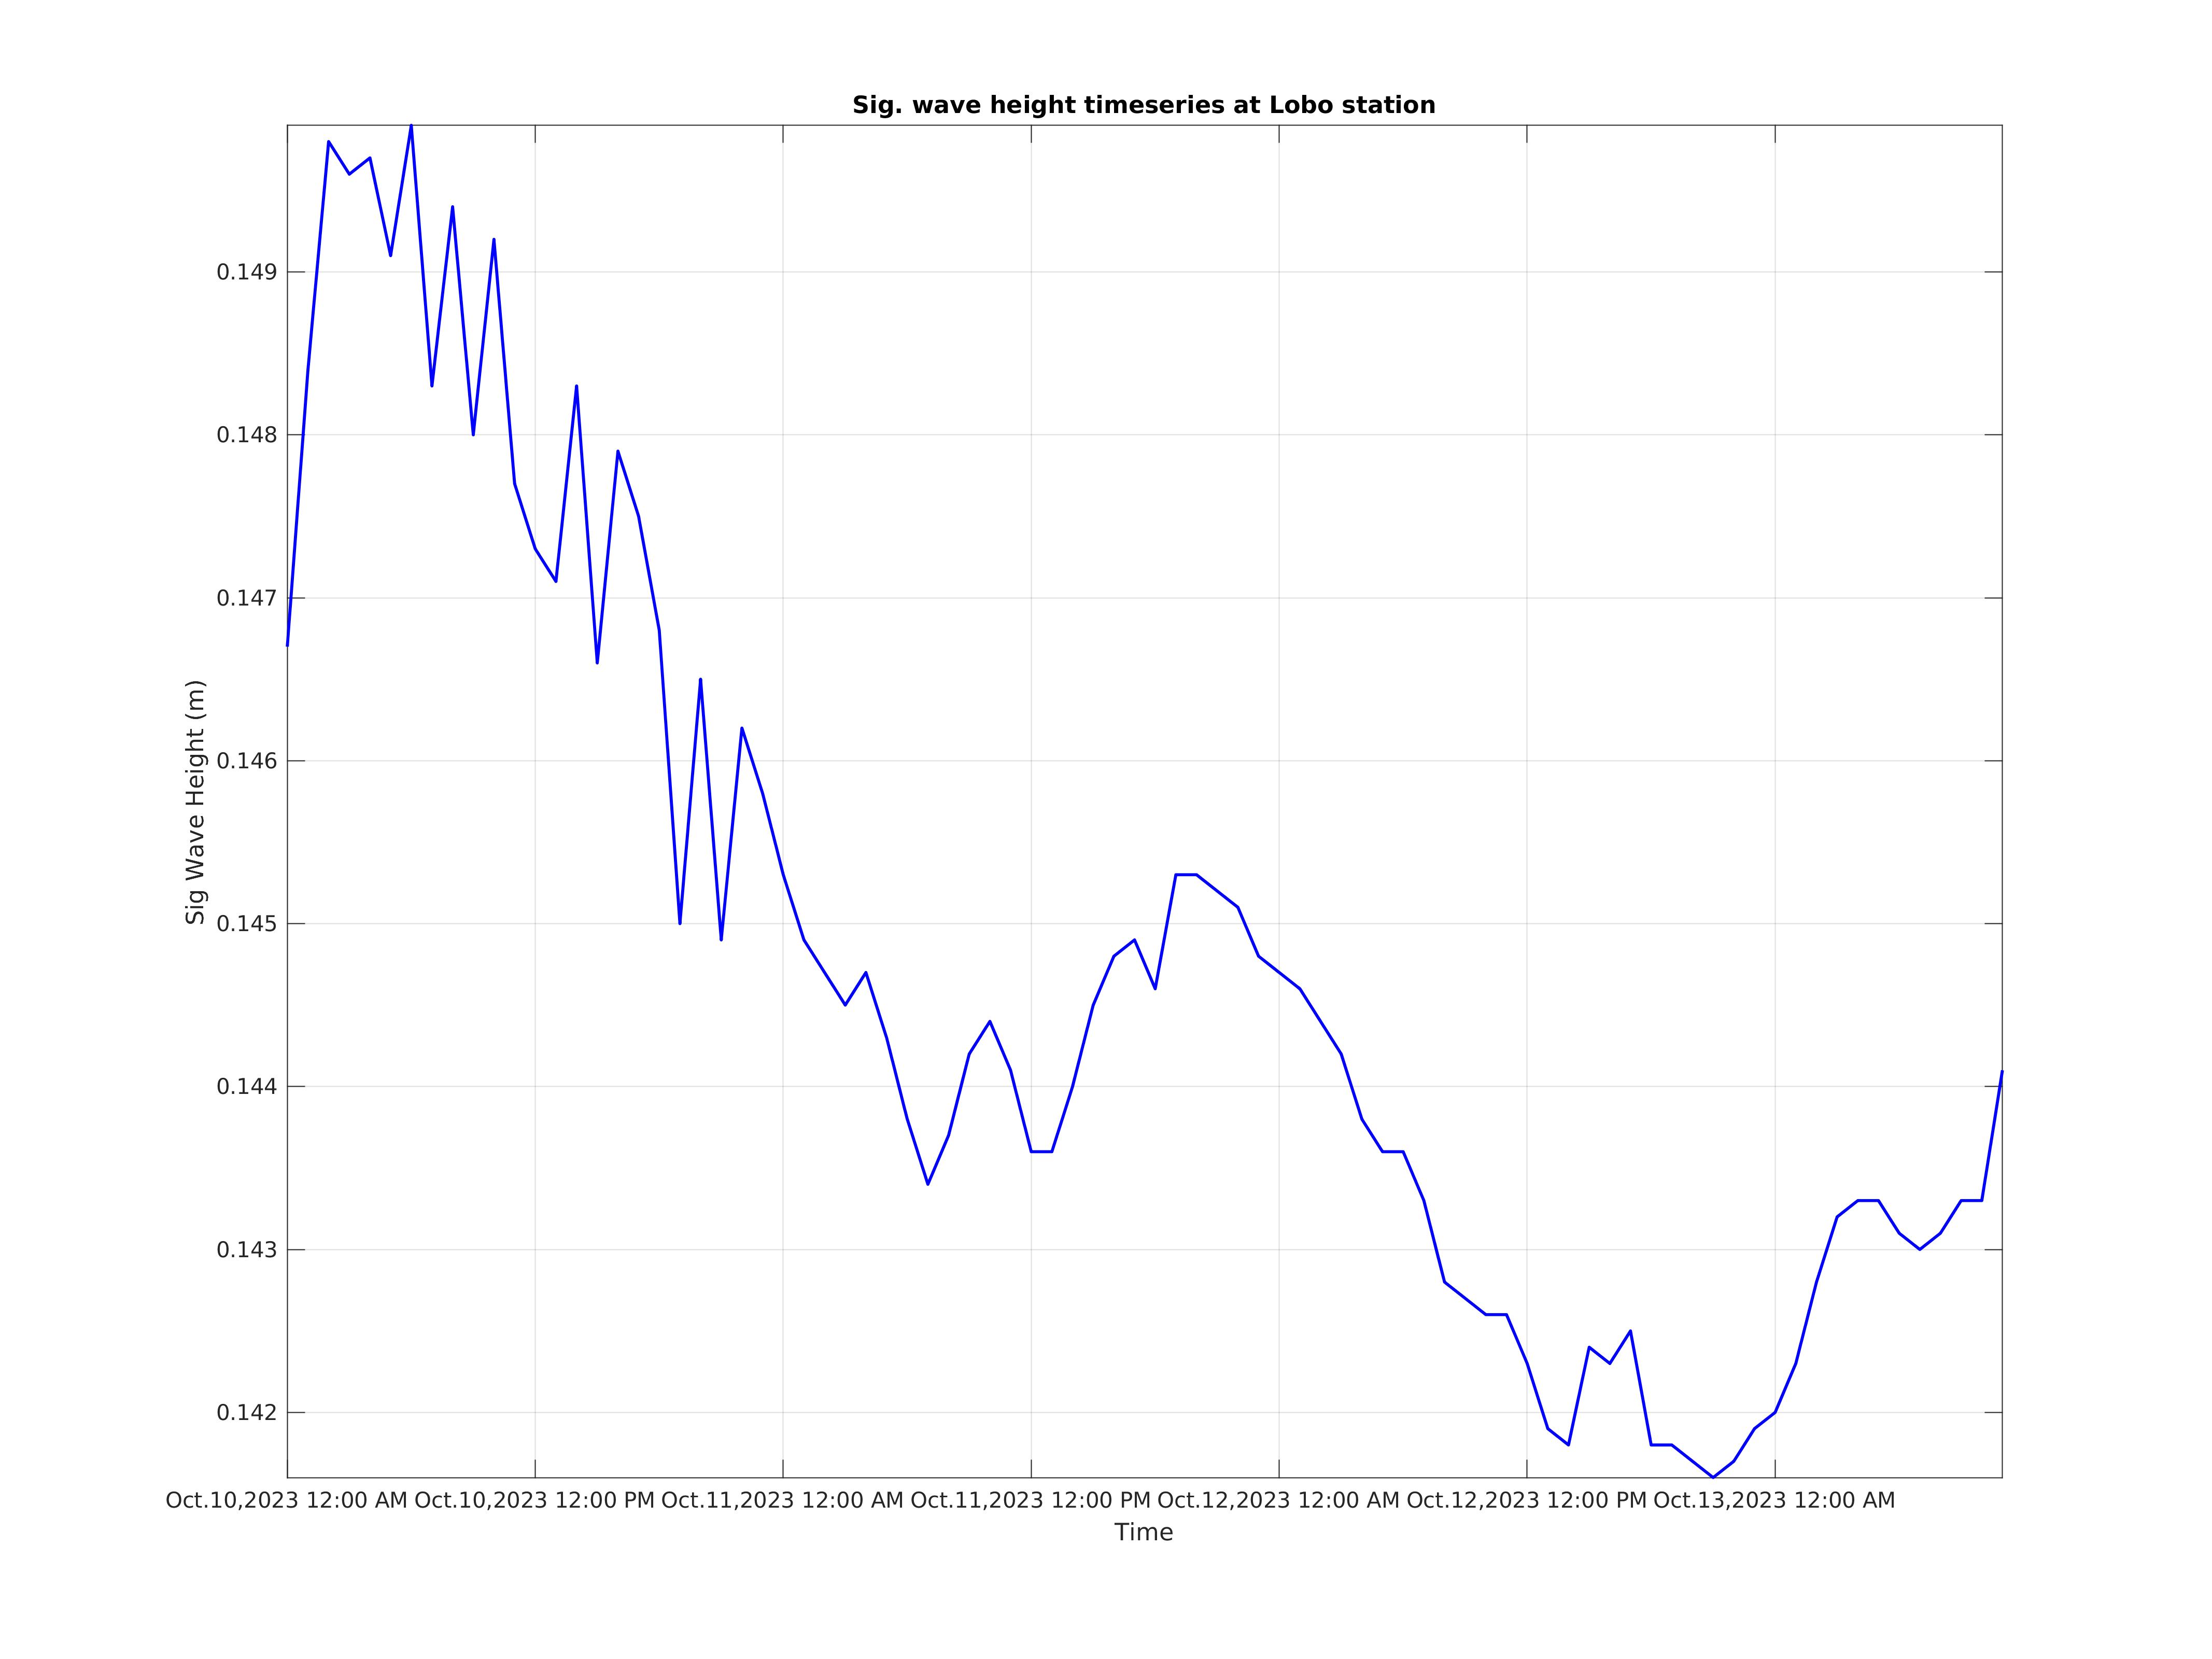 Sig. wave height timeseries at Lobo station
0.149
0.148
0.147
0.146
0.145
0.144
0.143
0.142
Sig Wave Height (m)
Oct.10,2023 12:00 AM Oct.10,2023 12:00 PM Oct.11,2023 12:00 AM Oct.11,2023 12:00 PM Oct.12,2023 12:00 AM Oct.12,2023 12:00 PM Oct.13,2023 12:00 AM
Time